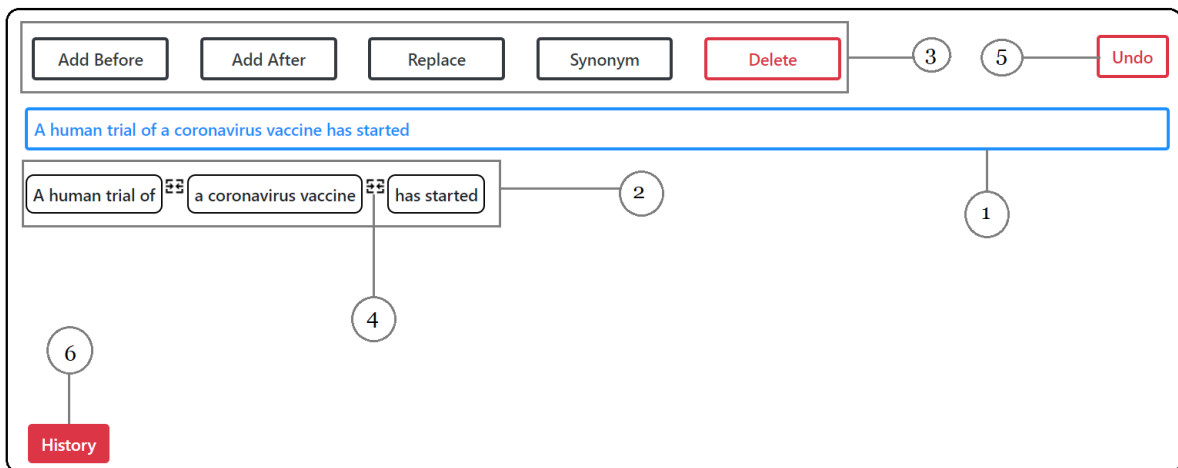 Add Before Add After Replace Synonym Delete 3 5 Undo
A human trial of a coronavirus vaccine has started
A human trial of a coronavirus vaccine has started 2
1
4
6
History